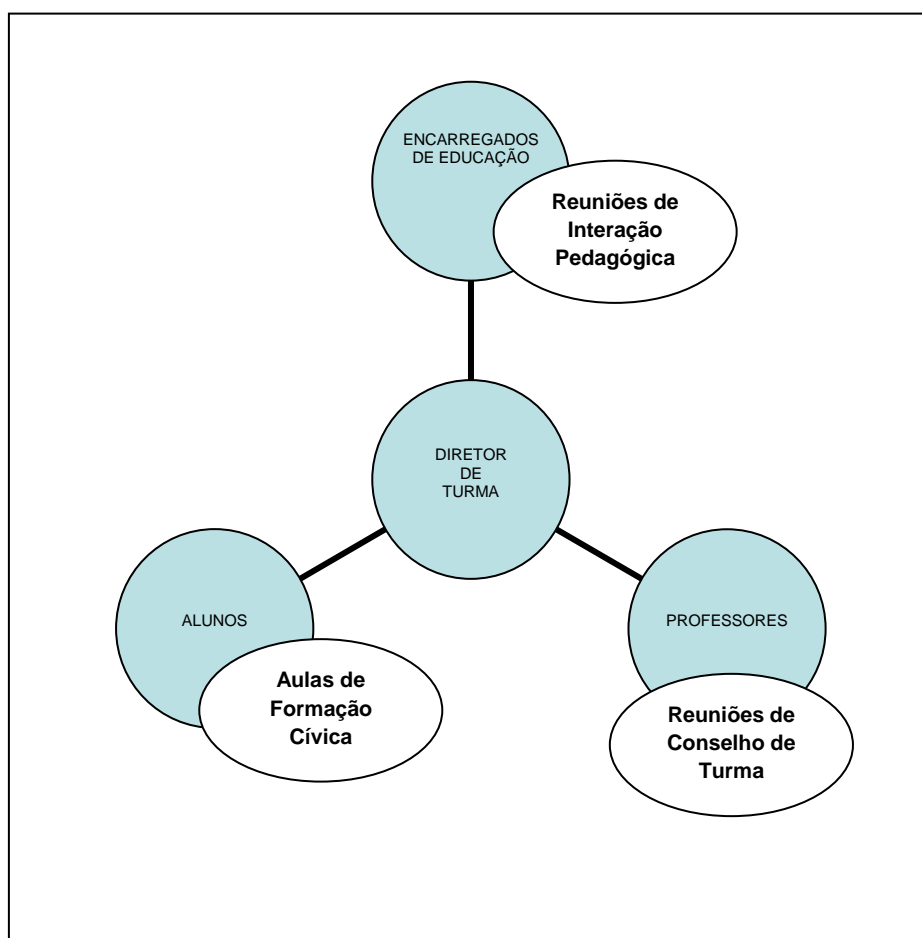 ENCARREGADOS
DE EDUCAÇÃO
Reuniões de
Interação
Pedagógica
DIRETOR
DE
TURMA
ALUNOS
Aulas de
Formação
Cívica
PROFESSORES
Reuniões de
Conselho de
Turma